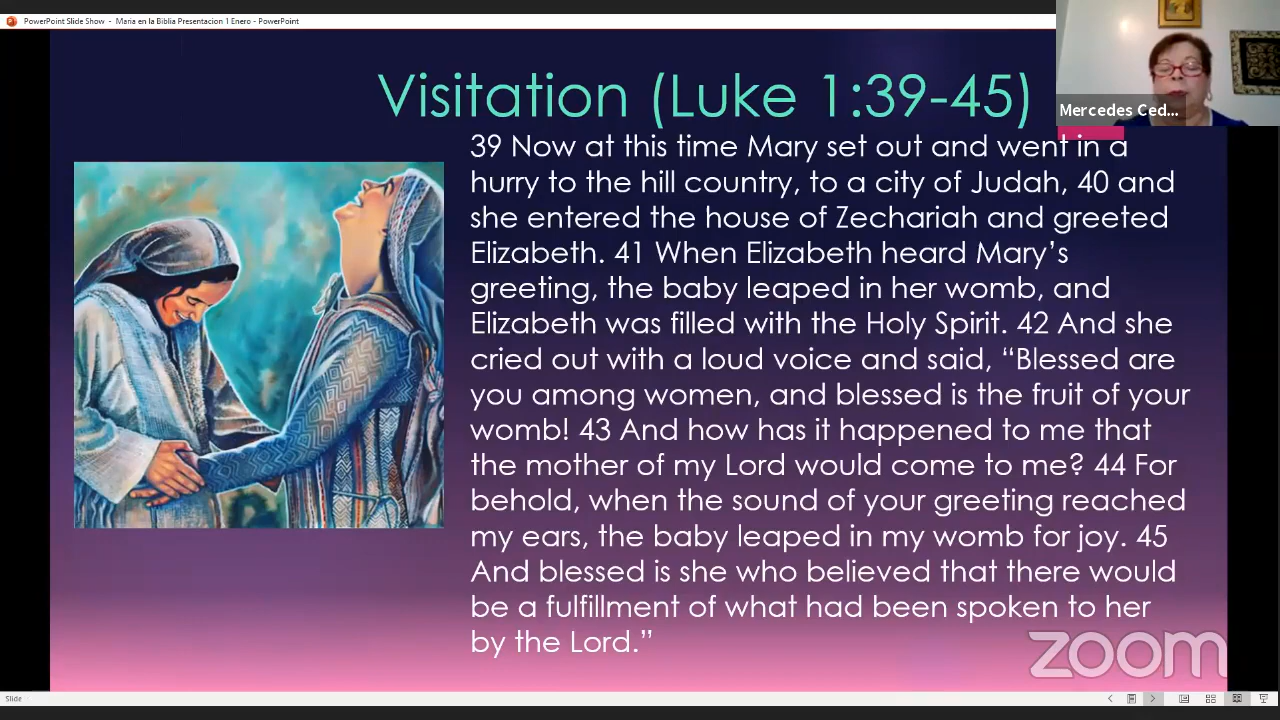 PowerPoint Slide Show - Maria en la Biblia Presentacion 1 Enero - PowerPoint
Mercedes Ced...
Visitation (Luke 1:39-45)
39 Now at this time Mary set out and went in a
hurry to the hill country, to a city of Judah, 40 and
she entered the house of Zechariah and greeted
Elizabeth. 41 When Elizabeth heard Mary’s
greeting, the baby leaped in her womb, and
Elizabeth was filled with the Holy Spirit. 42 And she
cried out with a loud voice and said, “Blessed are
you among women, and blessed is the fruit of your
womb! 43 And how has it happened to me that
the mother of my Lord would come to me? 44 For
behold, when the sound of your greeting reached
my ears, the baby leaped in my womb for joy. 45
And blessed is she who believed that there would
be a fulfillment of what had been spoken to her
by the Lord.”
zoom
Slide